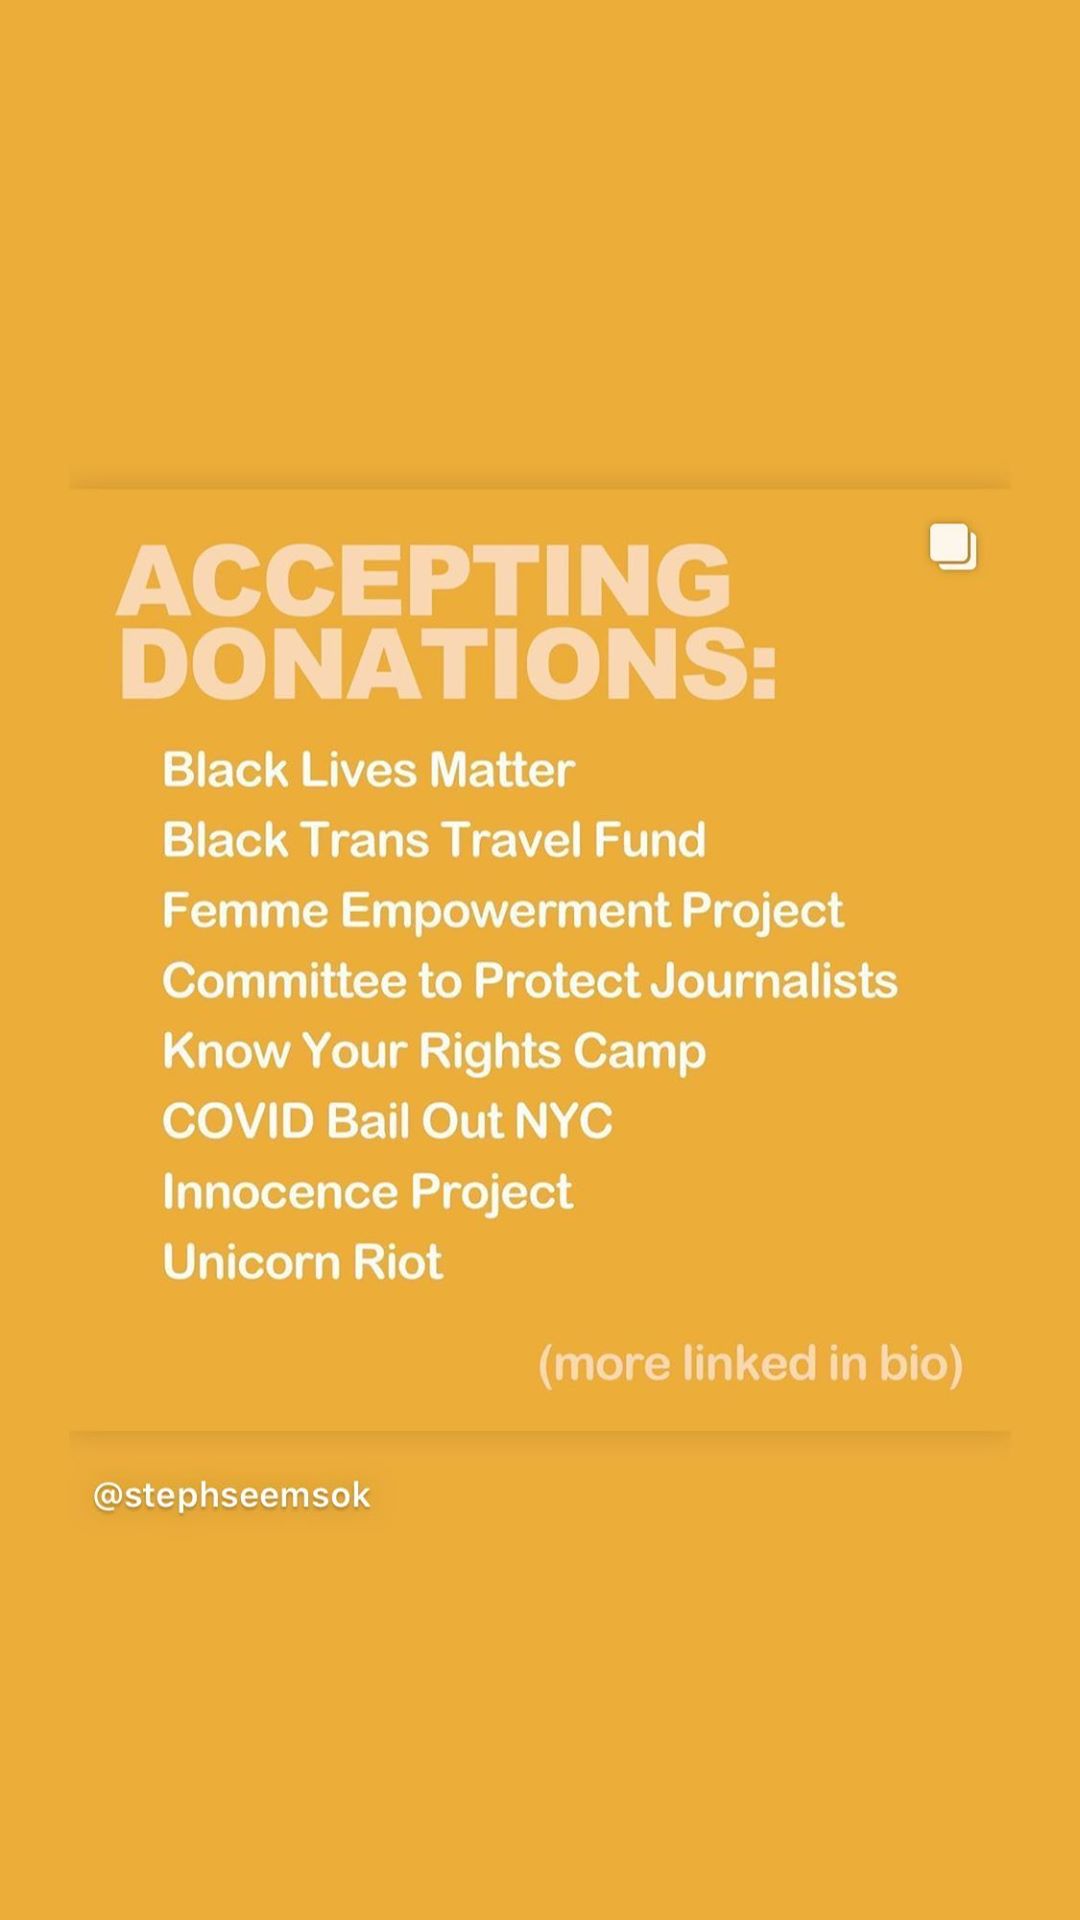 ACCEPTING
DONATIONS:
Black Lives Matter
Black Trans Travel Fund
Femme Empowerment Project
Committee to Protect Journalists
Know Your Rights Camp
COVID Bail Out NYC
Innocence Project
Unicorn Riot
(more linked in bio)
@stephseemsok